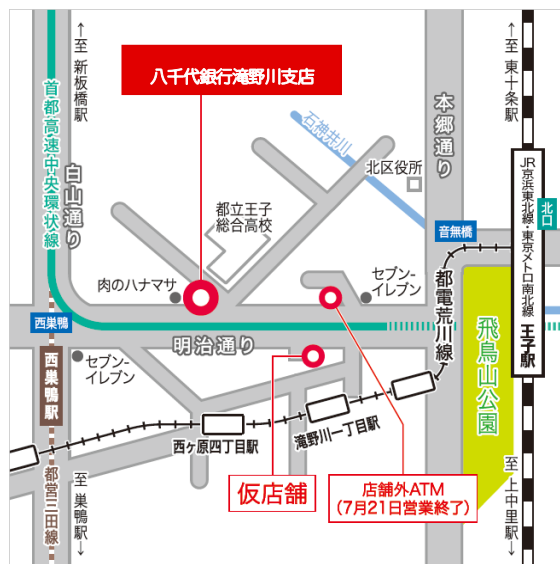 ←至 新板橋駅
首都高速中央環状線
白山通り
八千代銀行滝野川支店
石神井川
本郷通り
←至 東十条駅
北区役所
都立王子
総合高校
音無橋
北口
JR京浜東北線・東京メトロ南北線 王子駅
肉のハナマサ
セブン-
イレブン
都電荒川線
西巣鴨
明治通り
飛鳥山公園
西巣鴨駅
セブン-
イレブン
西ヶ原四丁目駅
滝野川一丁目駅
仮店舗
店舗外ATM
(7月21日営業終了)
都営三田線
至 巣鴨駅→
至 上中里駅→